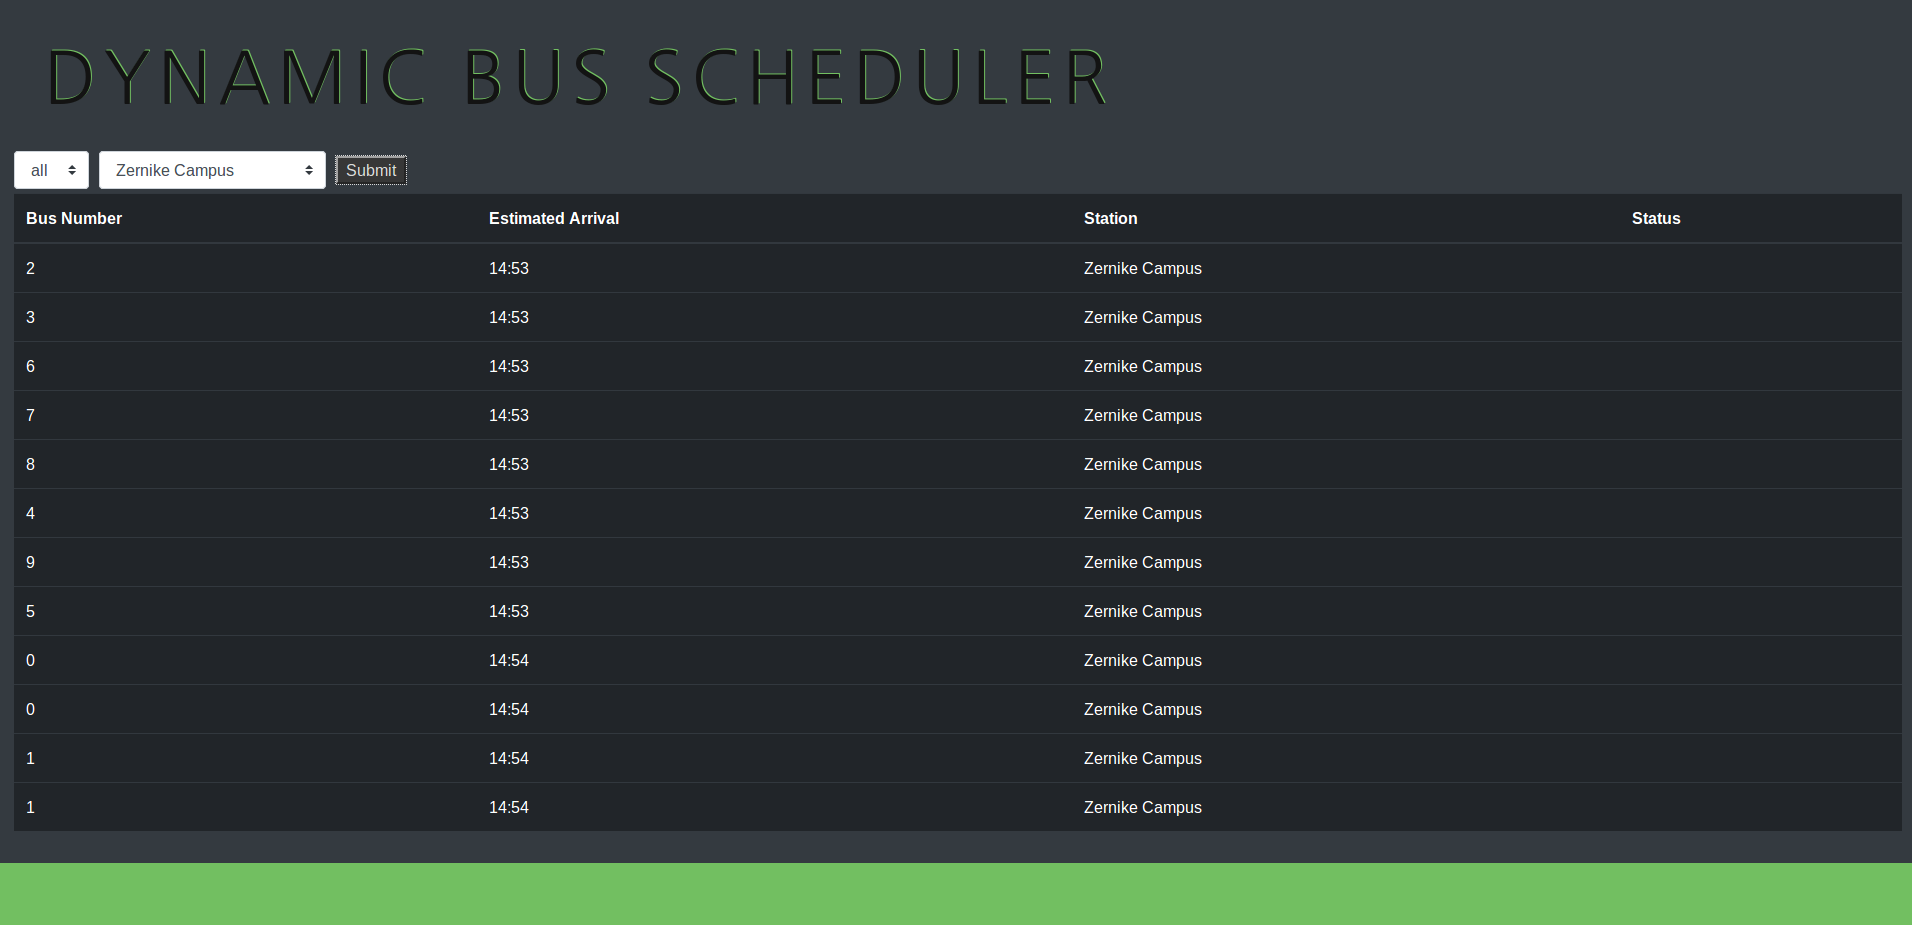 DYNAMIC BUS SCHEDULER
all Zernike Campus Submit
Bus Number Estimated Arrival Station Status
2 14:53 Zernike Campus
3 14:53 Zernike Campus
6 14:53 Zernike Campus
7 14:53 Zernike Campus
8 14:53 Zernike Campus
4 14:53 Zernike Campus
9 14:53 Zernike Campus
5 14:53 Zernike Campus
0 14:54 Zernike Campus
0 14:54 Zernike Campus
1 14:54 Zernike Campus
1 14:54 Zernike Campus